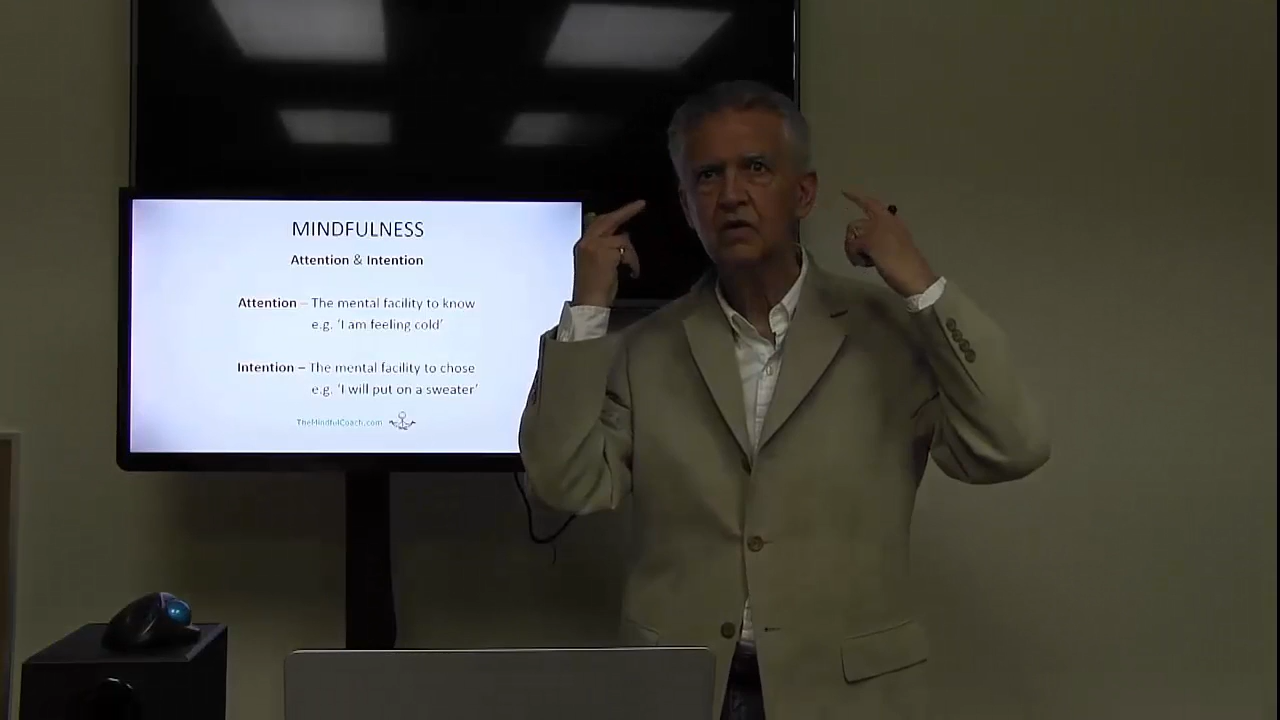 MINDFULNESS
Attention & Intention
Attention – The mental facility to know
e.g. 'I am feeling cold'
Intention – The mental facility to chose
e.g. 'I will put on a sweater'
TheMindfulCoach.com